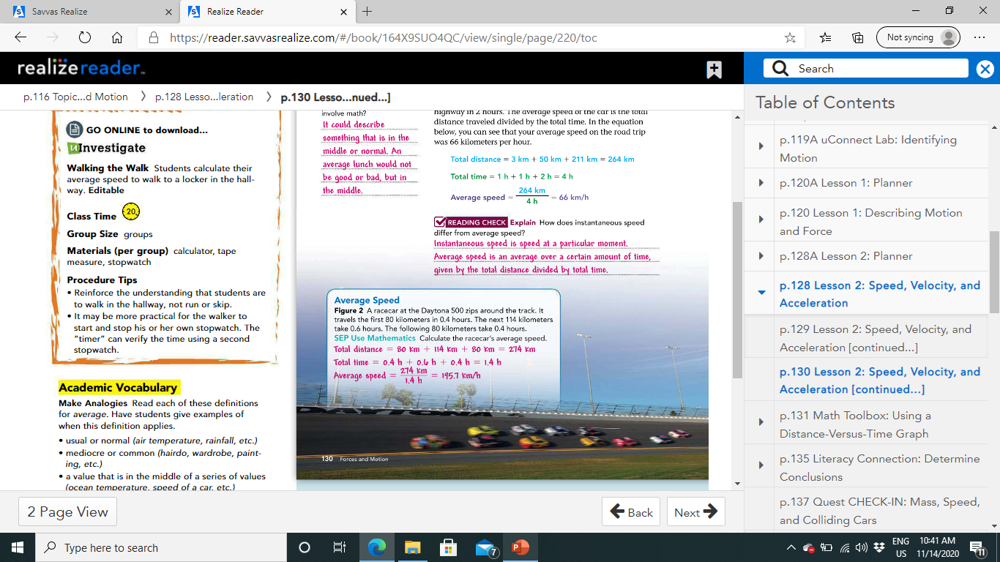 Savvas Realize
Realize Reader
https://reader.savvasrealize.com/#/book/164X9SUO4QC/view/single/page/220/toc
Not syncing
realizereader™
Search
p.116 Topic...d Motion
p.128 Lesso...leration
p.130 Lesso...nued...]
Table of Contents
GO ONLINE to download...
uInvestigate
Walking the Walk Students calculate their
average speed to walk to a locker in the hall-
way. Editable
Class Time 20
Group Size groups
Materials (per group) calculator, tape
measure, stopwatch
Procedure Tips
• Reinforce the understanding that students are
to walk in the hallway, not run or skip.
• It may be more practical for the walker to
start and stop his or her own stopwatch. The
“timer” can verify the time using a second
stopwatch.
Academic Vocabulary
Make Analogies Read each of these definitions
for average. Have students give examples of
when this definition applies.
• usual or normal (air temperature, rainfall, etc.)
• mediocre or common (hairdo, wardrobe, paint-
ing, etc.)
• a value that is in the middle of a series of values
(ocean temperature, speed of a car, etc.)
involve math?
It could describe
something that is in the
middle or normal. An
average lunch would not
be good or bad, but in
the middle.
highway in 2 hours. The average speed of the car is the total
distance traveled divided by the total time. In the equation
below, you can see that your average speed on the road trip
was 66 kilometers per hour.
Total distance = 3 km + 50 km + 211 km = 264 km
Total time = 1 h + 1 h + 2 h = 4 h
264 km
Average speed = = 66 km/h
4 h
READING CHECK Explain How does instantaneous speed
differ from average speed?
Instantaneous speed is speed at a particular moment.
Average speed is an average over a certain amount of time,
given by the total distance divided by total time.
Average Speed
Figure 2 A racecar at the Daytona 500 zips around the track. It
travels the first 80 kilometers in 0.4 hours. The next 114 kilometers
take 0.6 hours. The following 80 kilometers take 0.4 hours.
SEP Use Mathematics Calculate the racecar's average speed.
Total distance = 80 km + 114 km + 80 km = 274 km
Total time = 0.4 h + 0.6 h + 0.4 h = 1.4 h
274 km
Average speed = = 195.7 km/h
1.4 h
DAYTONA
130 Forces and Motion
p.119A uConnect Lab: Identifying
Motion
p.120A Lesson 1: Planner
p.120 Lesson 1: Describing Motion
and Force
p.128A Lesson 2: Planner
p.128 Lesson 2: Speed, Velocity, and
Acceleration
p.129 Lesson 2: Speed, Velocity, and
Acceleration [continued...]
p.130 Lesson 2: Speed, Velocity, and
Acceleration [continued...]
p.131 Math Toolbox: Using a
Distance-Versus-Time Graph
p.135 Literacy Connection: Determine
Conclusions
p.137 Quest CHECK-IN: Mass, Speed,
and Colliding Cars
2 Page View
Back
Next
Type here to search
7
ENG
US
10:41 AM
11/14/2020
11